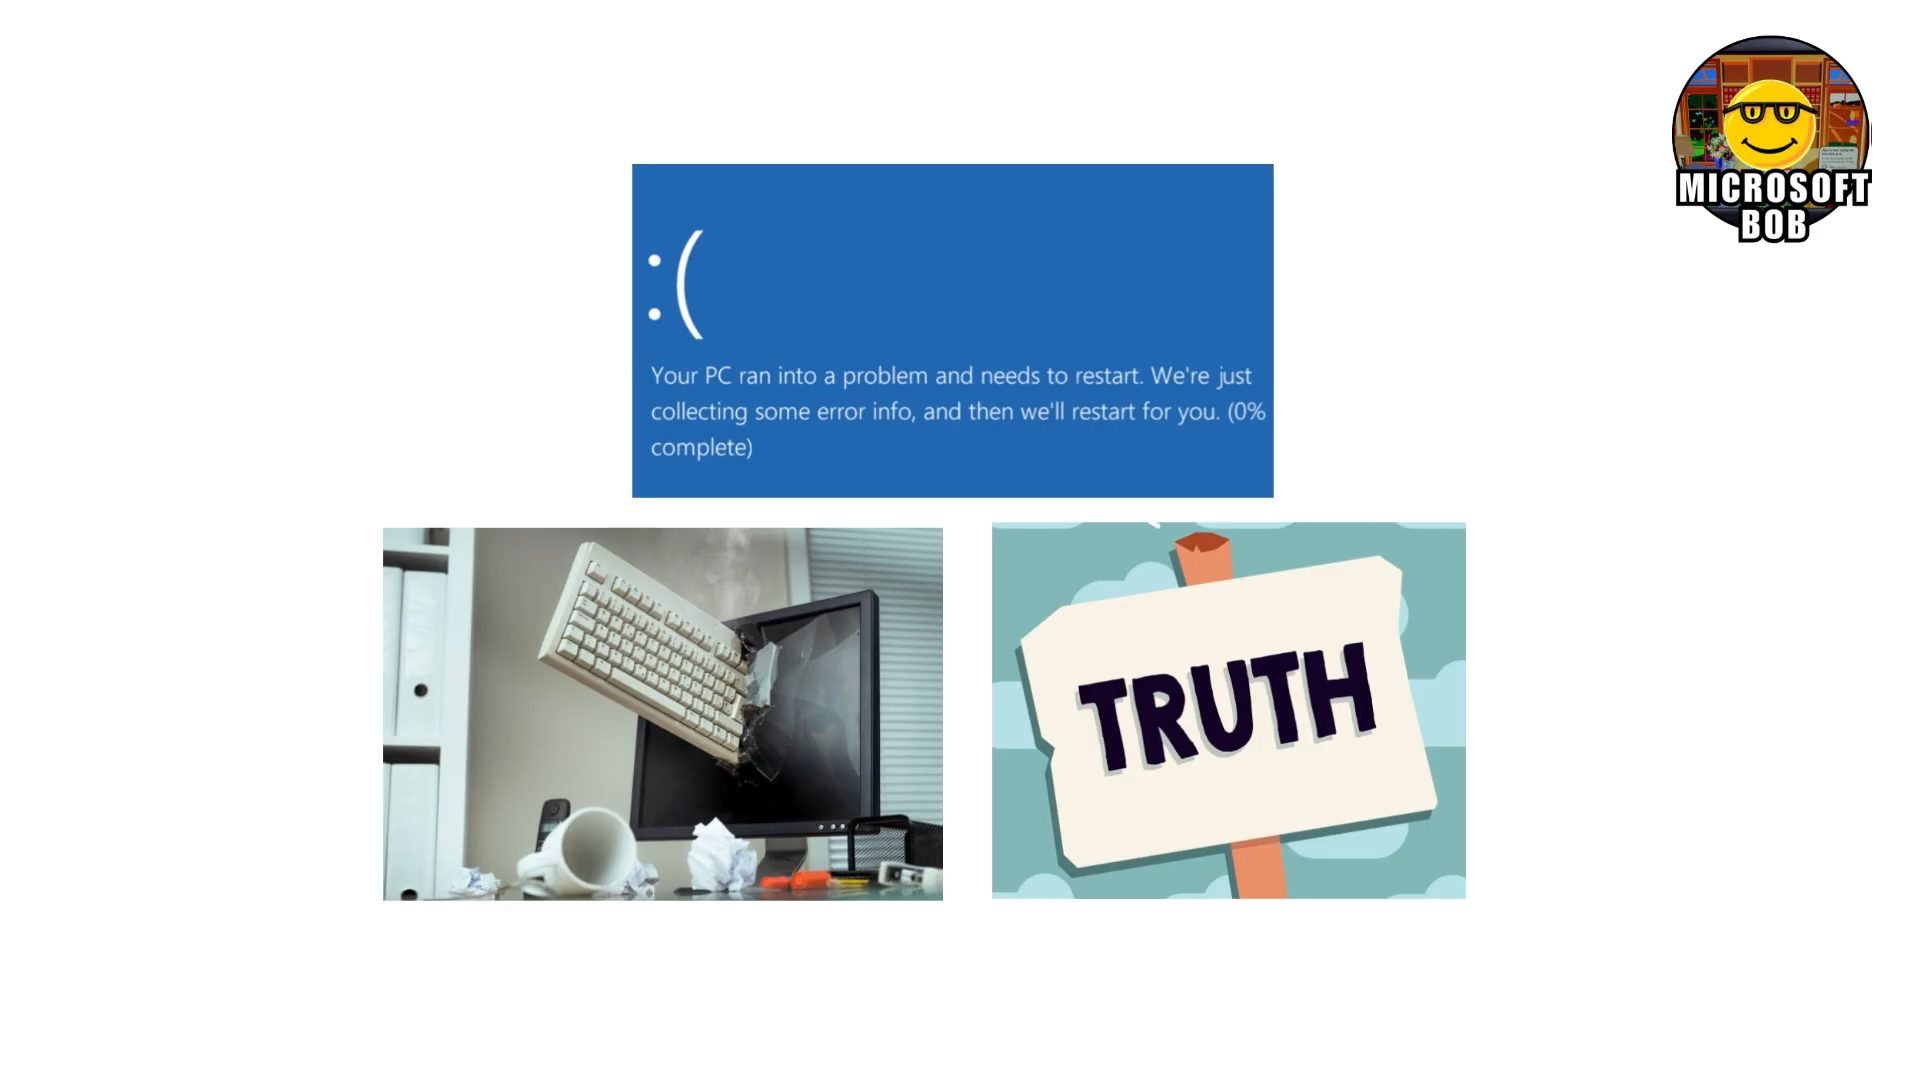 MICROSOFT
BOB
:(
Your PC ran into a problem and needs to restart. We're just
collecting some error info, and then we'll restart for you. (0%
complete)
TRUTH